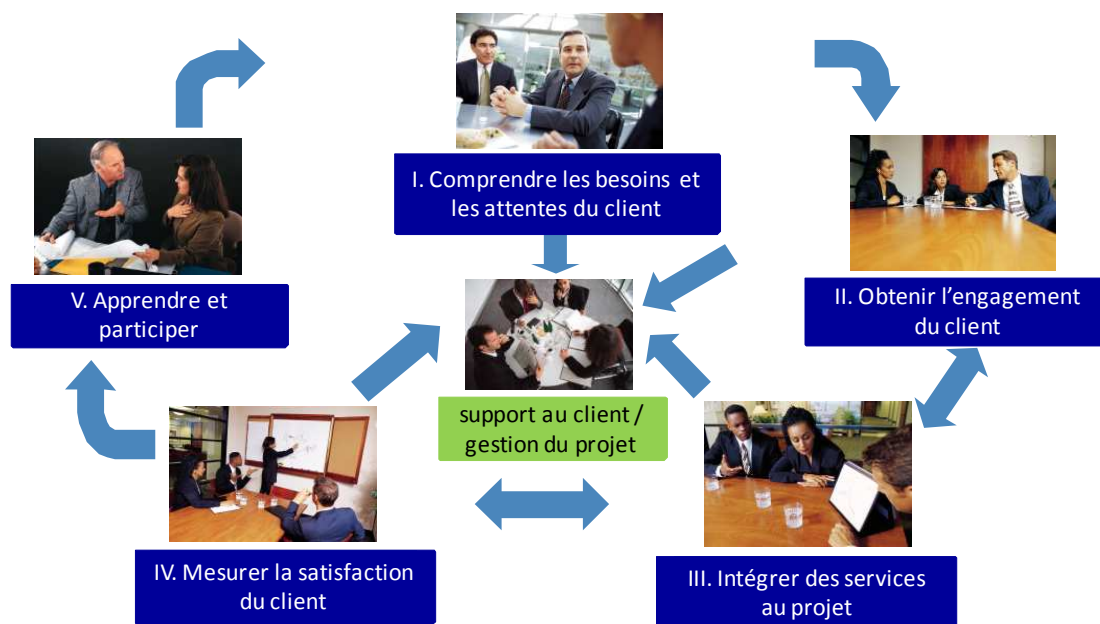 I. Comprendre les besoins et
les attentes du client
V. Apprendre et
participer
II. Obtenir l’engagement
du client
support au client /
gestion du projet
IV. Mesurer la satisfaction
du client
III. Intégrer des services
au projet